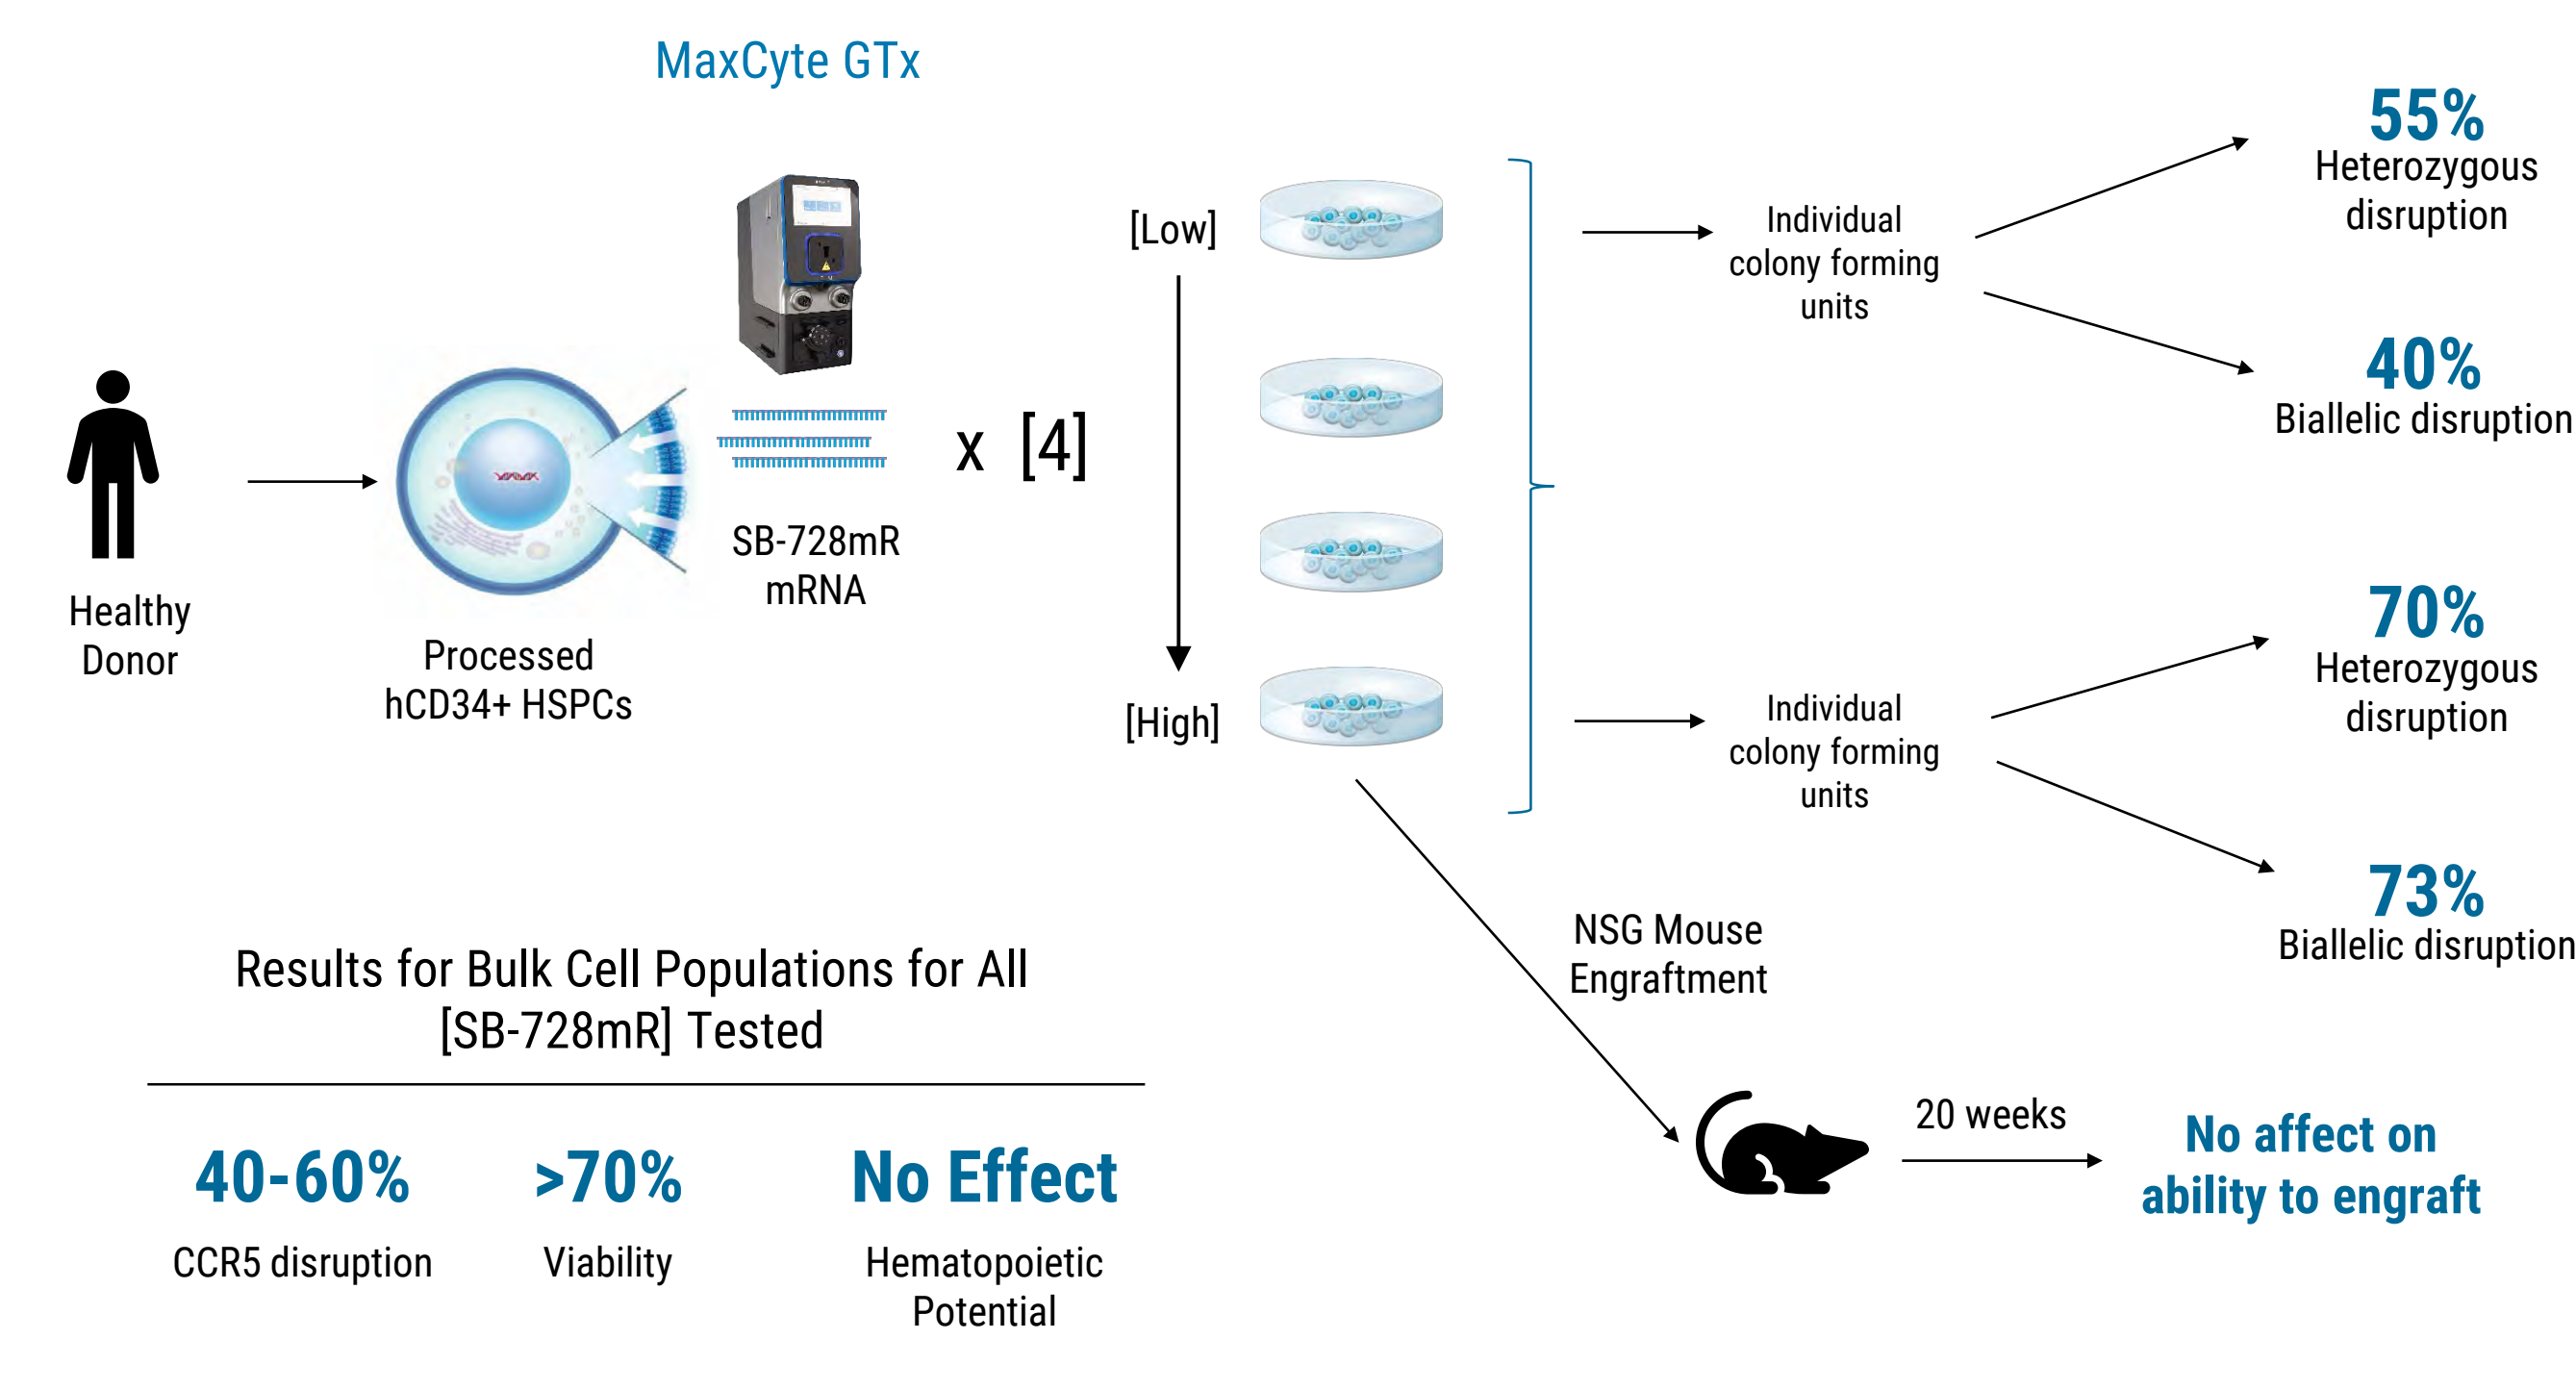 MaxCyte GTx
Healthy
Donor
Processed
hCD34+ HSPCs
SB-728mR
mRNA
x [4]
[Low]
[High]
Individual
colony forming
units
55%
Heterozygous
disruption
40%
Biallelic disruption
Individual
colony forming
units
70%
Heterozygous
disruption
73%
Biallelic disruption
NSG Mouse
Engraftment
20 weeks
No affect on
ability to engraft
Results for Bulk Cell Populations for All
[SB-728mR] Tested
40-60%
CCR5 disruption
>70%
Viability
No Effect
Hematopoietic
Potential